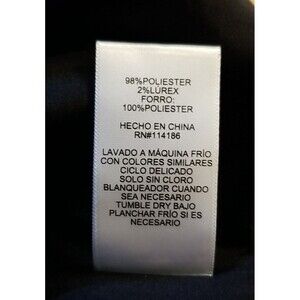 98%POLIESTER
2%LÚREX
FORRO:
100%POLIESTER
HECHO EN CHINA
RN#114186
LAVADO A MÁQUINA FRÍO
CON COLORES SIMILARES
CICLO DELICADO
SOLO SIN CLORO
BLANQUEADOR CUANDO
SEA NECESARIO
TUMBLE DRY BAJO
PLANCHAR FRÍO SI ES
NECESARIO